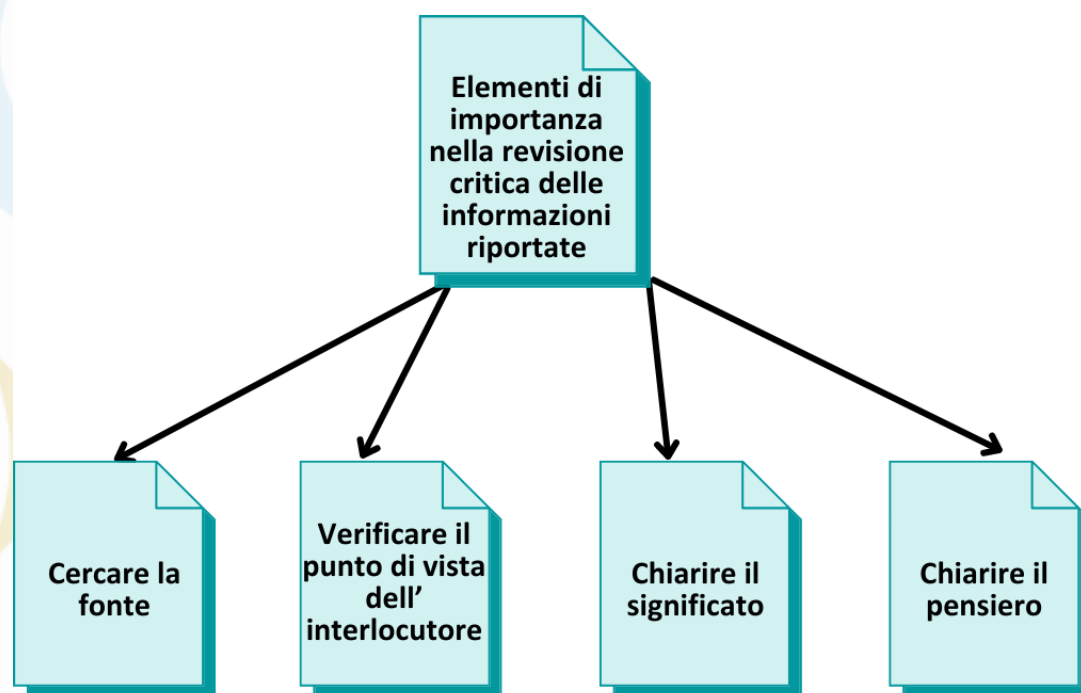 Elementi di
importanza
nella revisione
critica delle
informazioni
riportate
Cercare la
fonte
Verificare il
punto di vista
dell’
interlocutore
Chiarire il
significato
Chiarire il
pensiero